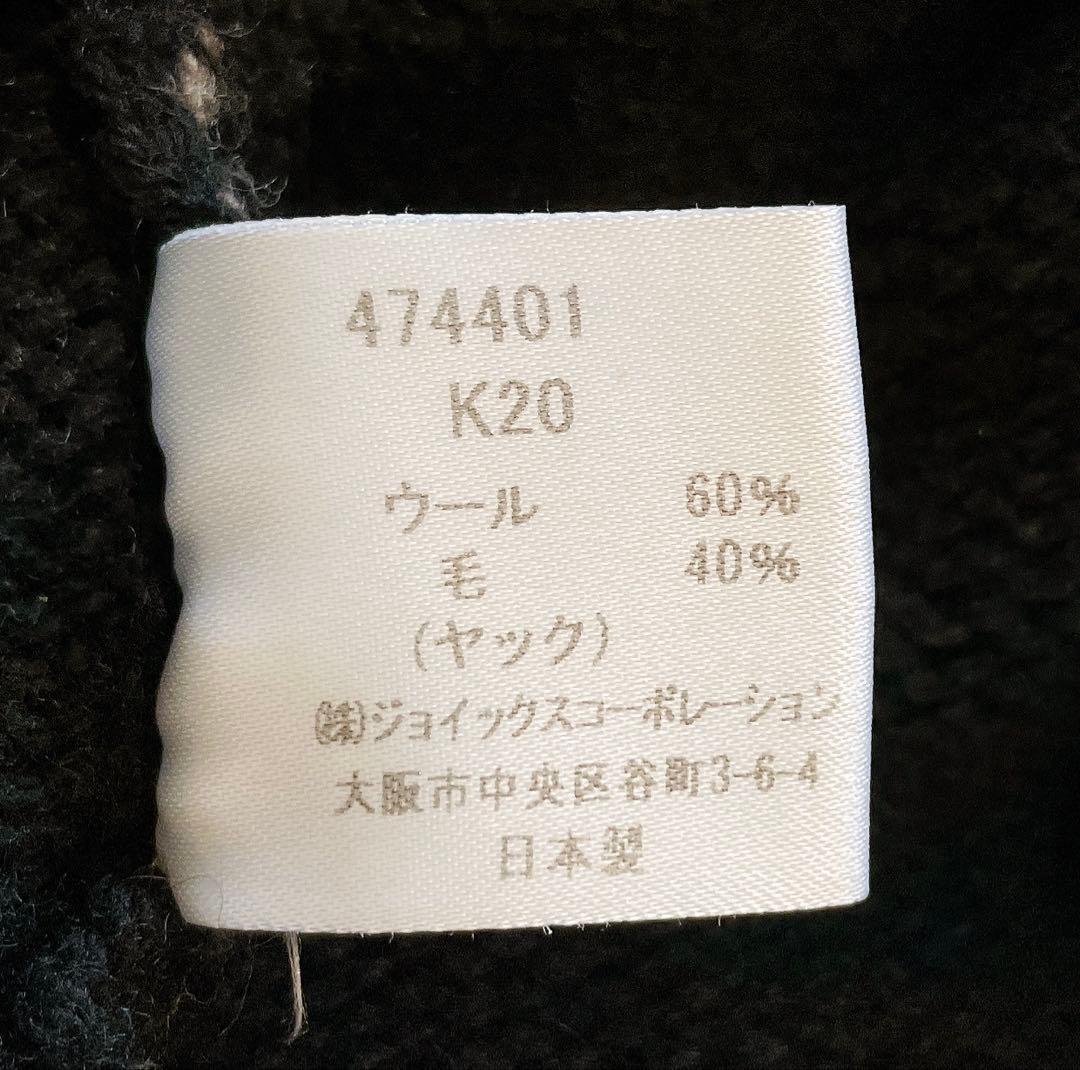 474401
K20
ウール 60%
毛 40%
(ヤック)
㈱ジョイックスコーポレーション
大阪市中央区谷町3-6-4
日本製